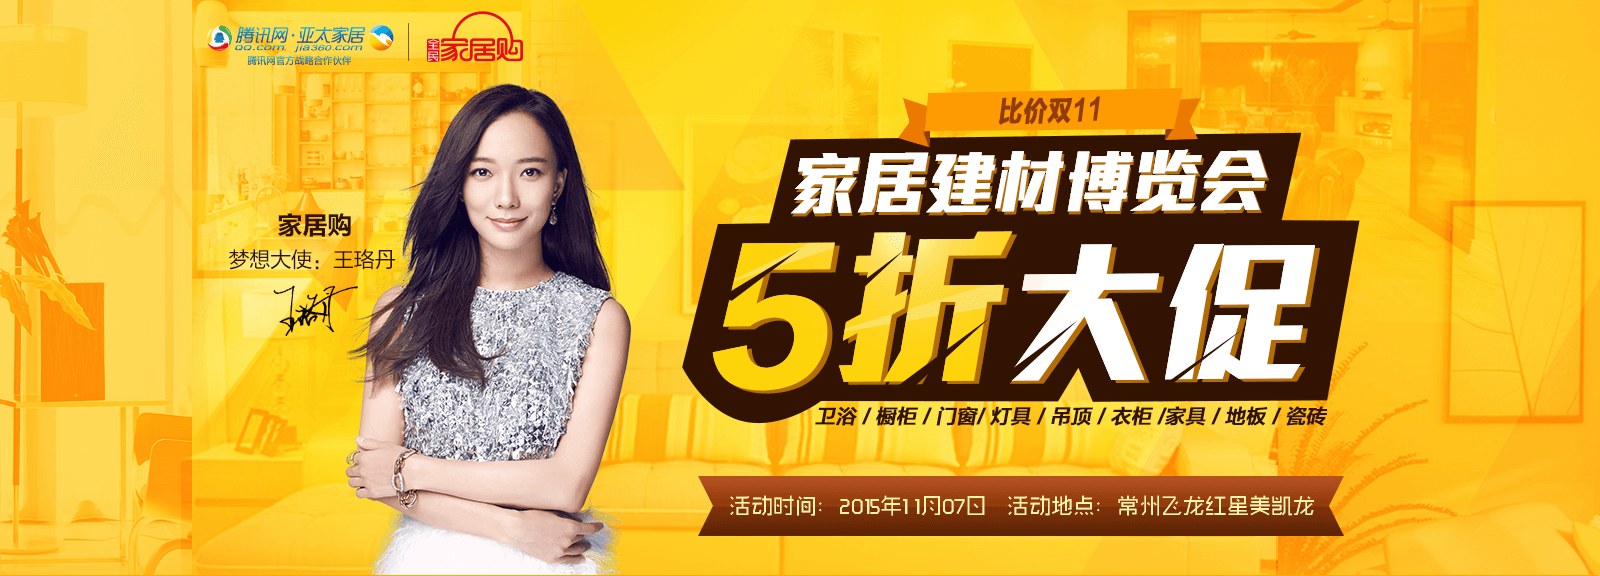 腾讯网·亚太家居
QQ.com jia360.com
腾讯网官方战略合作伙伴
全民家居购
比价双11
家居建材博览会
5折大促
卫浴 / 橱柜 / 门窗/ 灯具 / 吊顶 / 衣柜 /家具 / 地板 / 瓷砖
家居购
梦想大使：王珞丹
王珞丹
活动时间：2015年11月07日 活动地点：常州飞龙红星美凯龙